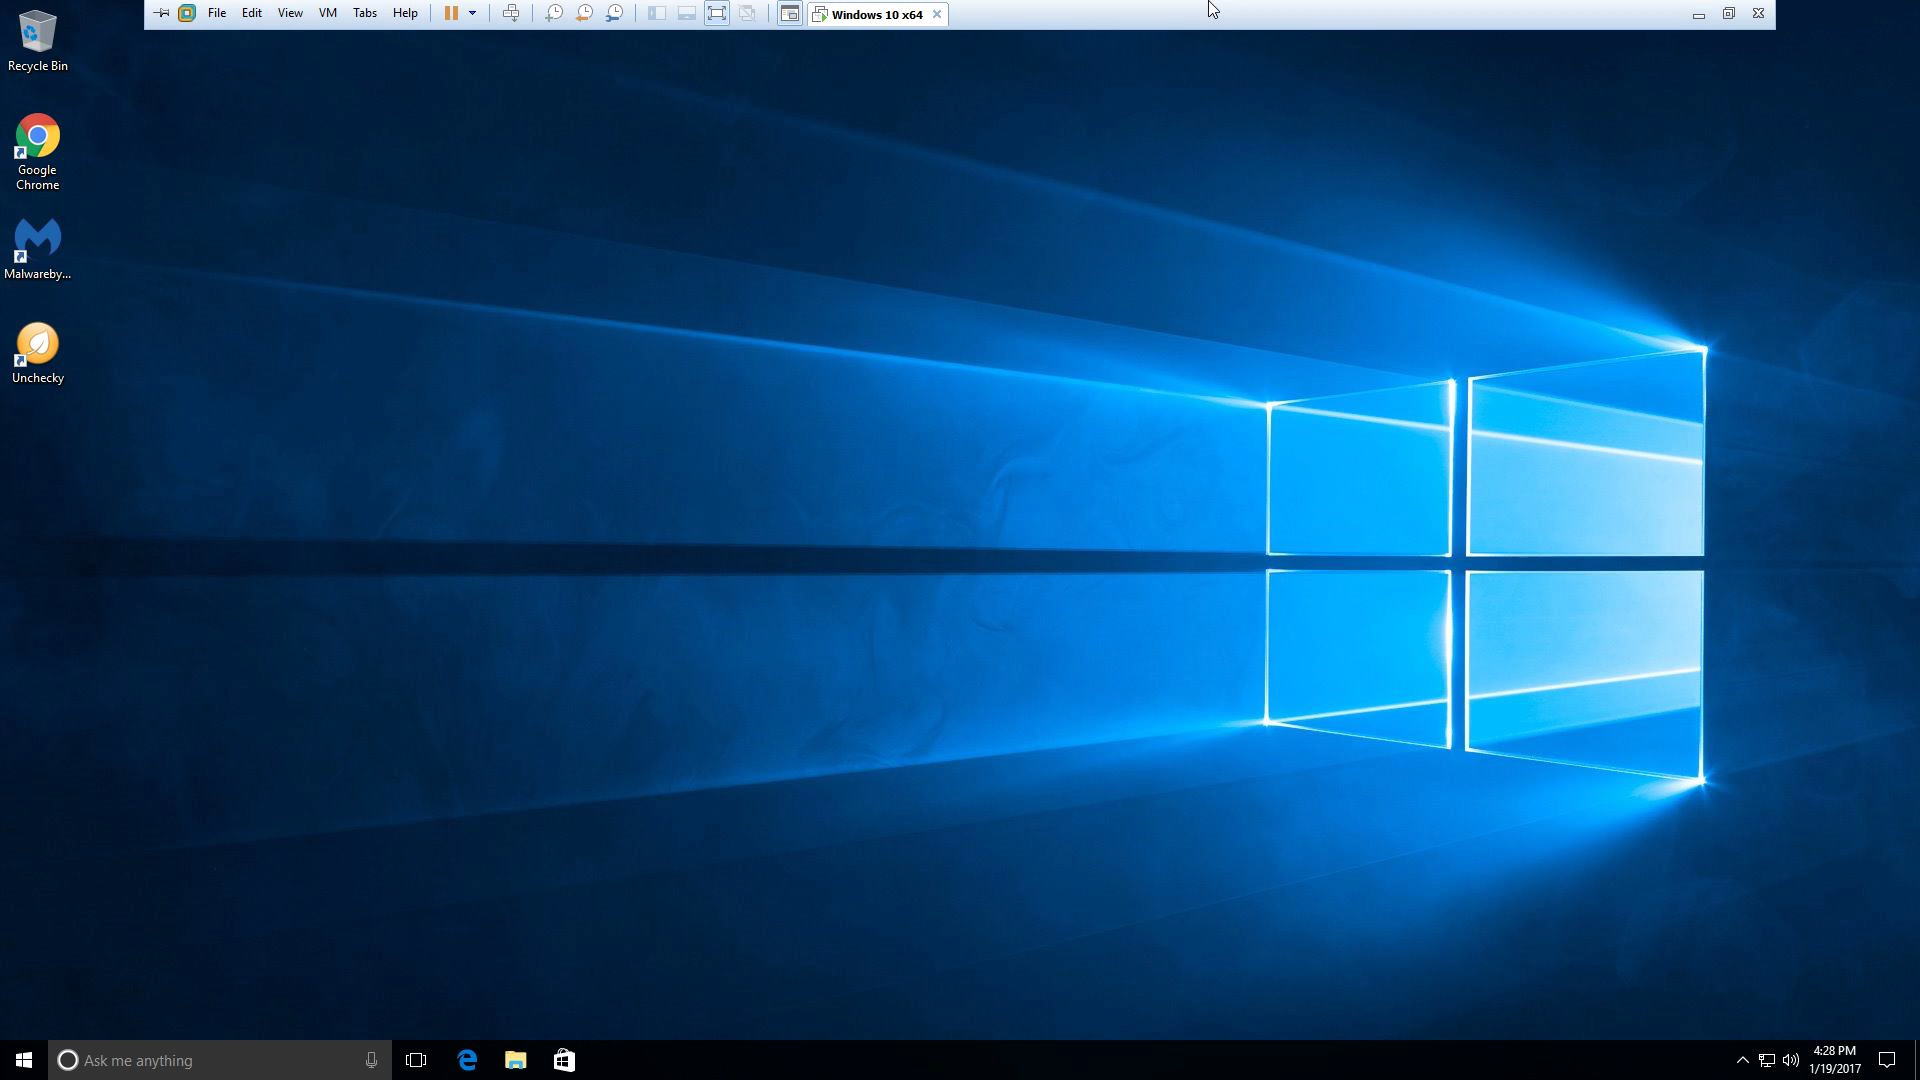 File Edit View VM Tabs Help
Windows 10 x64
Recycle Bin
Google
Chrome
Malwareby...
Unchecky
Ask me anything
4:28 PM
1/19/2017